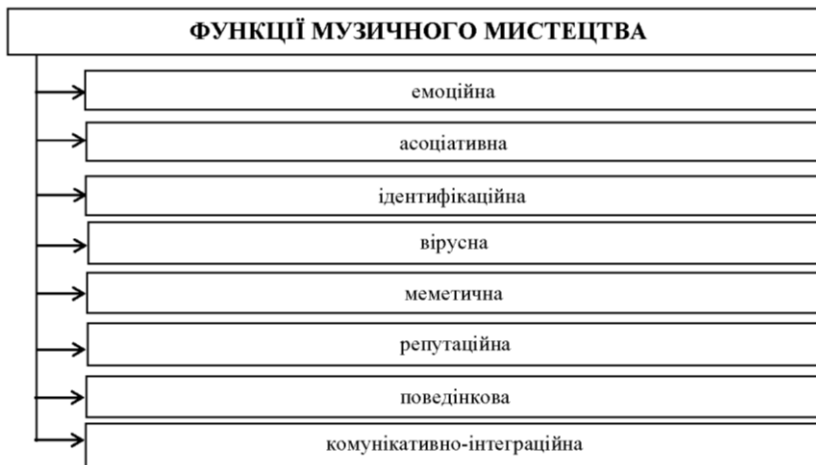 ФУНКЦІЇ МУЗИЧНОГО МИСТЕЦТВА
емоційна
асоціативна
ідентифікаційна
вірусна
меметична
репутаційна
поведінкова
комунікативно-інтеграційна